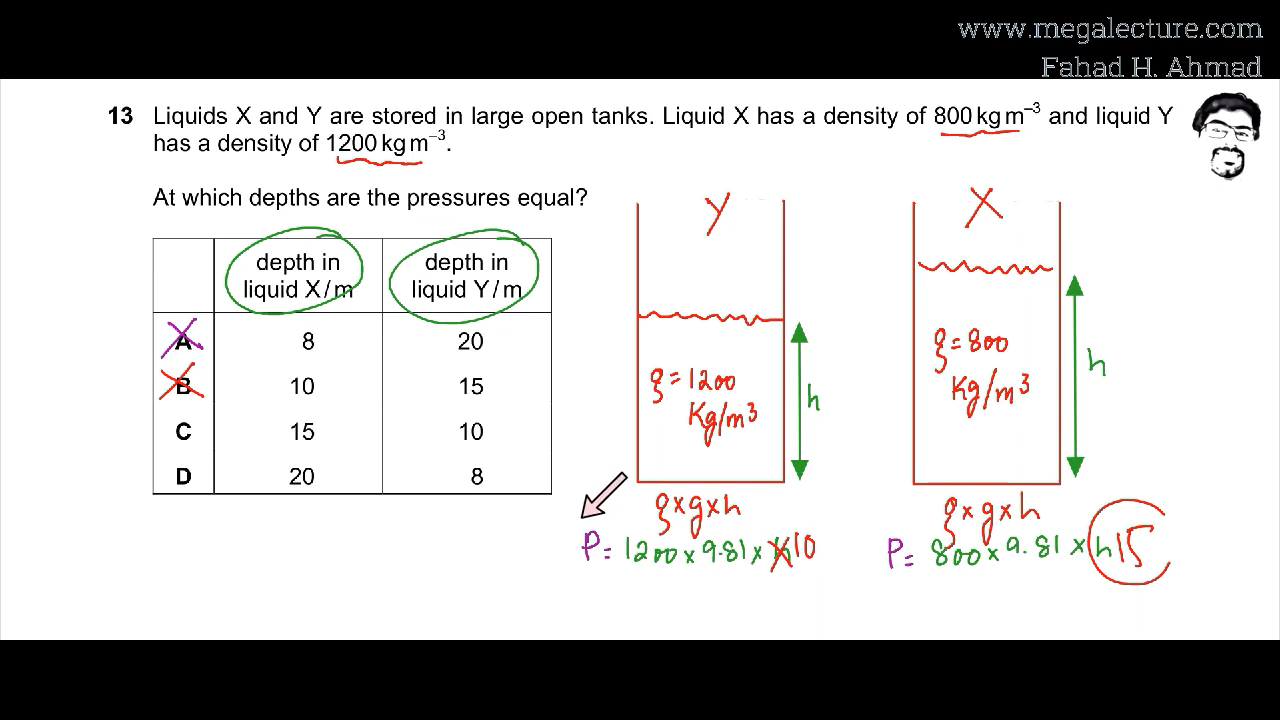 www.megalecture.com
Fahad H. Ahmad
13 Liquids X and Y are stored in large open tanks. Liquid X has a density of 800 kg m⁻³ and liquid Y
has a density of 1200 kg m⁻³.
At which depths are the pressures equal?
depth in liquid X / m depth in liquid Y / m
A 8 20
B 10 15
C 15 10
D 20 8
Y
ρ = 1200
Kg/m³
h
ρ×g×h
P = 1200 × 9.81 × h 10
X
ρ = 800
Kg/m³
h
ρ×g×h
P = 800 × 9.81 × h 15